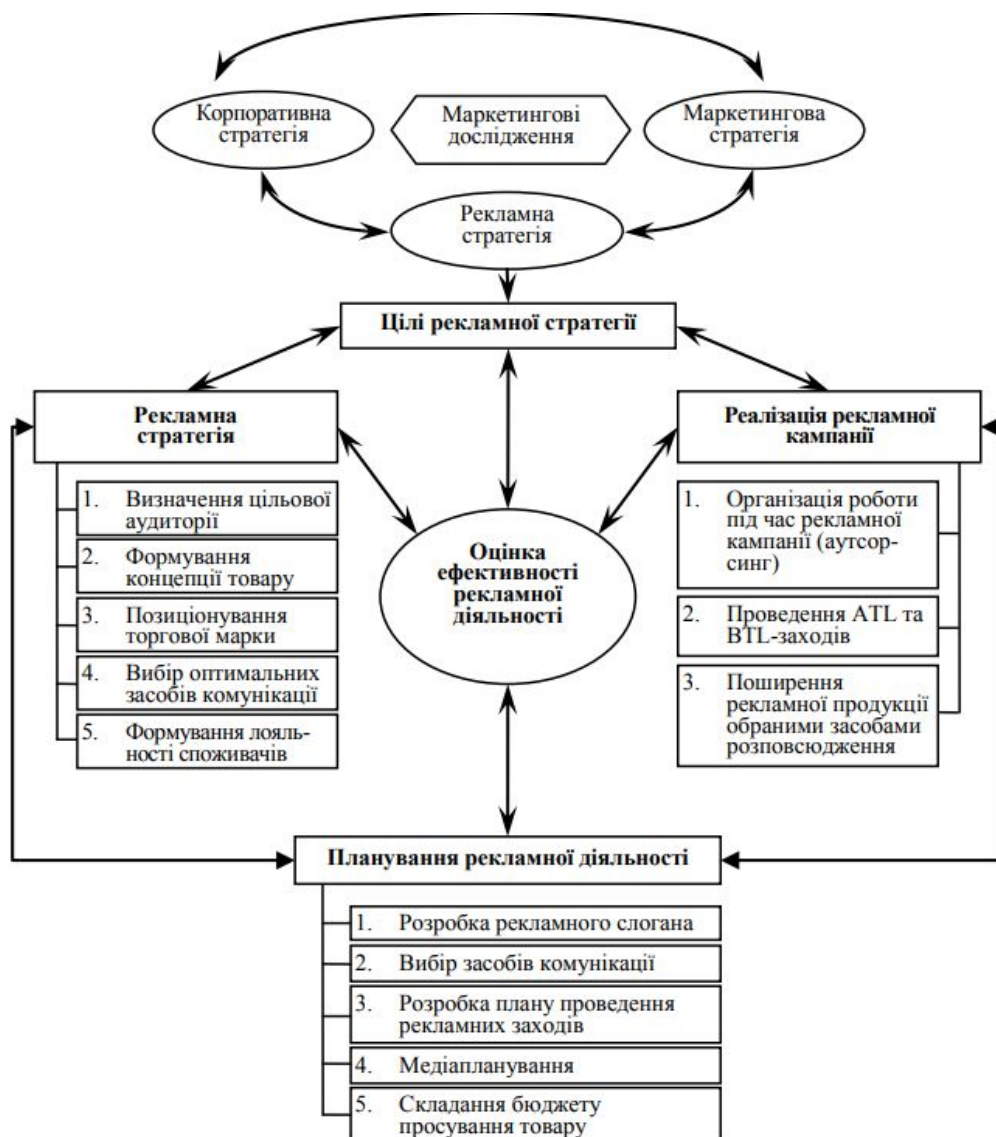 Корпоративна
стратегія
Маркетингові
дослідження
Маркетингова
стратегія
Рекламна
стратегія
Цілі рекламної стратегії
Рекламна
стратегія
1. Визначення цільової
аудиторії
2. Формування
концепції товару
3. Позиціонування
торгової марки
4. Вибір оптимальних
засобів комунікації
5. Формування лояль-
ності споживачів
Оцінка
ефективності
рекламної
діяльності
Реалізація рекламної
кампанії
1. Організація роботи
під час рекламної
кампанії (аутсор-
синг)
2. Проведення ATL та
BTL-заходів
3. Поширення
рекламної продукції
обраними засобами
розповсюдження
Планування рекламної діяльності
1. Розробка рекламного слогана
2. Вибір засобів комунікації
3. Розробка плану проведення
рекламних заходів
4. Медіапланування
5. Складання бюджету
просування товару